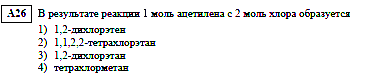 A26 В результате реакции 1 моль ацетилена с 2 моль хлора образуется
1) 1,2-дихлорэтен
2) 1,1,2,2-тетрахлорэтан
3) 1,2-дихлорэтан
4) тетрахлорметан